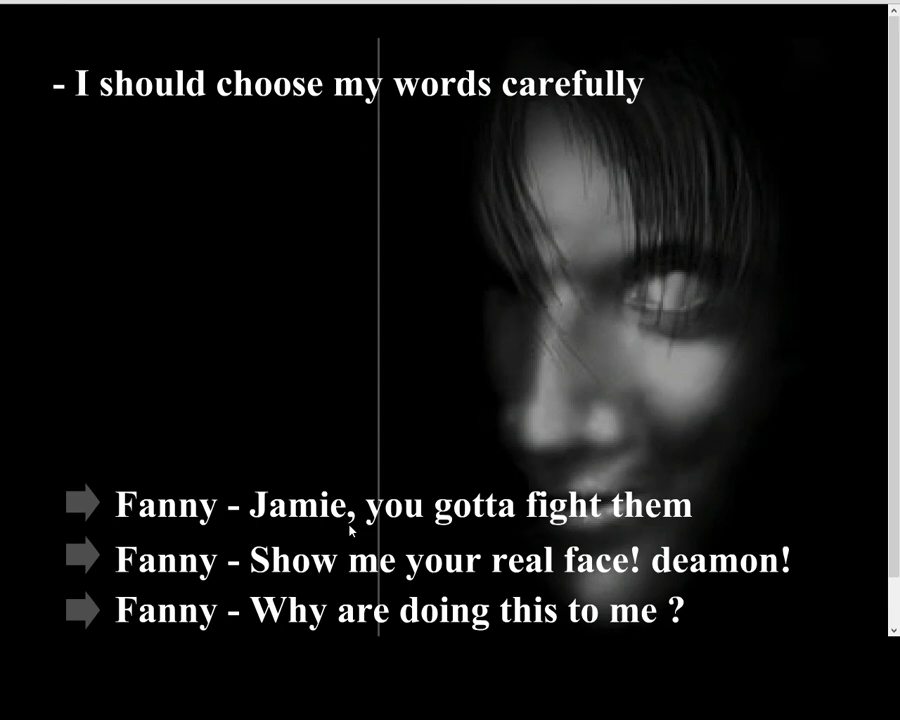 - I should choose my words carefully
Fanny - Jamie, you gotta fight them
Fanny - Show me your real face! deamon!
Fanny - Why are doing this to me ?